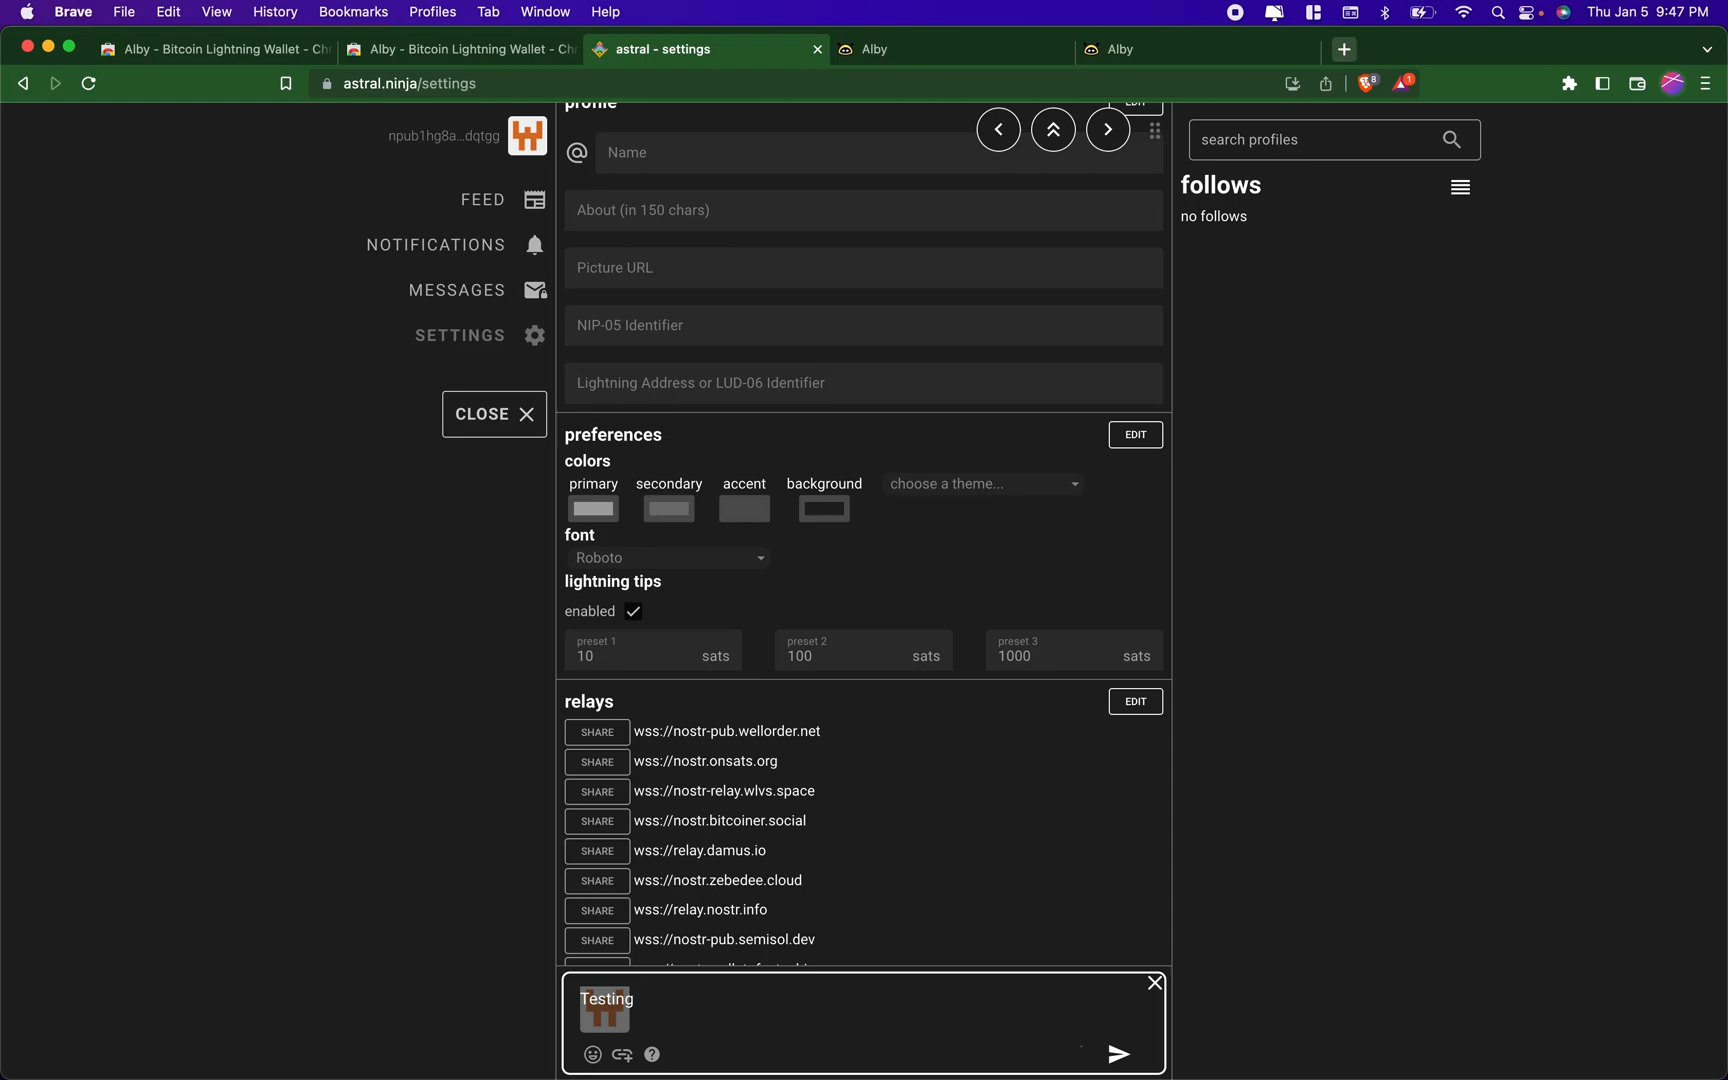 Brave File Edit View History Bookmarks Profiles Tab Window Help Thu Jan 5 9:47 PM
Alby - Bitcoin Lightning Wallet - Chr Alby - Bitcoin Lightning Wallet - Chr astral - settings Alby Alby
astral.ninja/settings 8 1
npub1hg8a...dqtgg
FEED
NOTIFICATIONS
MESSAGES
SETTINGS
CLOSE
profile EDIT
Name
About (in 150 chars)
Picture URL
NIP-05 Identifier
Lightning Address or LUD-06 Identifier
preferences EDIT
colors
primary secondary accent background choose a theme...
font
Roboto
lightning tips
enabled
preset 1 preset 2 preset 3
10 sats 100 sats 1000 sats
relays EDIT
SHARE wss://nostr-pub.wellorder.net
SHARE wss://nostr.onsats.org
SHARE wss://nostr-relay.wlvs.space
SHARE wss://nostr.bitcoiner.social
SHARE wss://relay.damus.io
SHARE wss://nostr.zebedee.cloud
SHARE wss://relay.nostr.info
SHARE wss://nostr-pub.semisol.dev
Testing
search profiles
follows
no follows